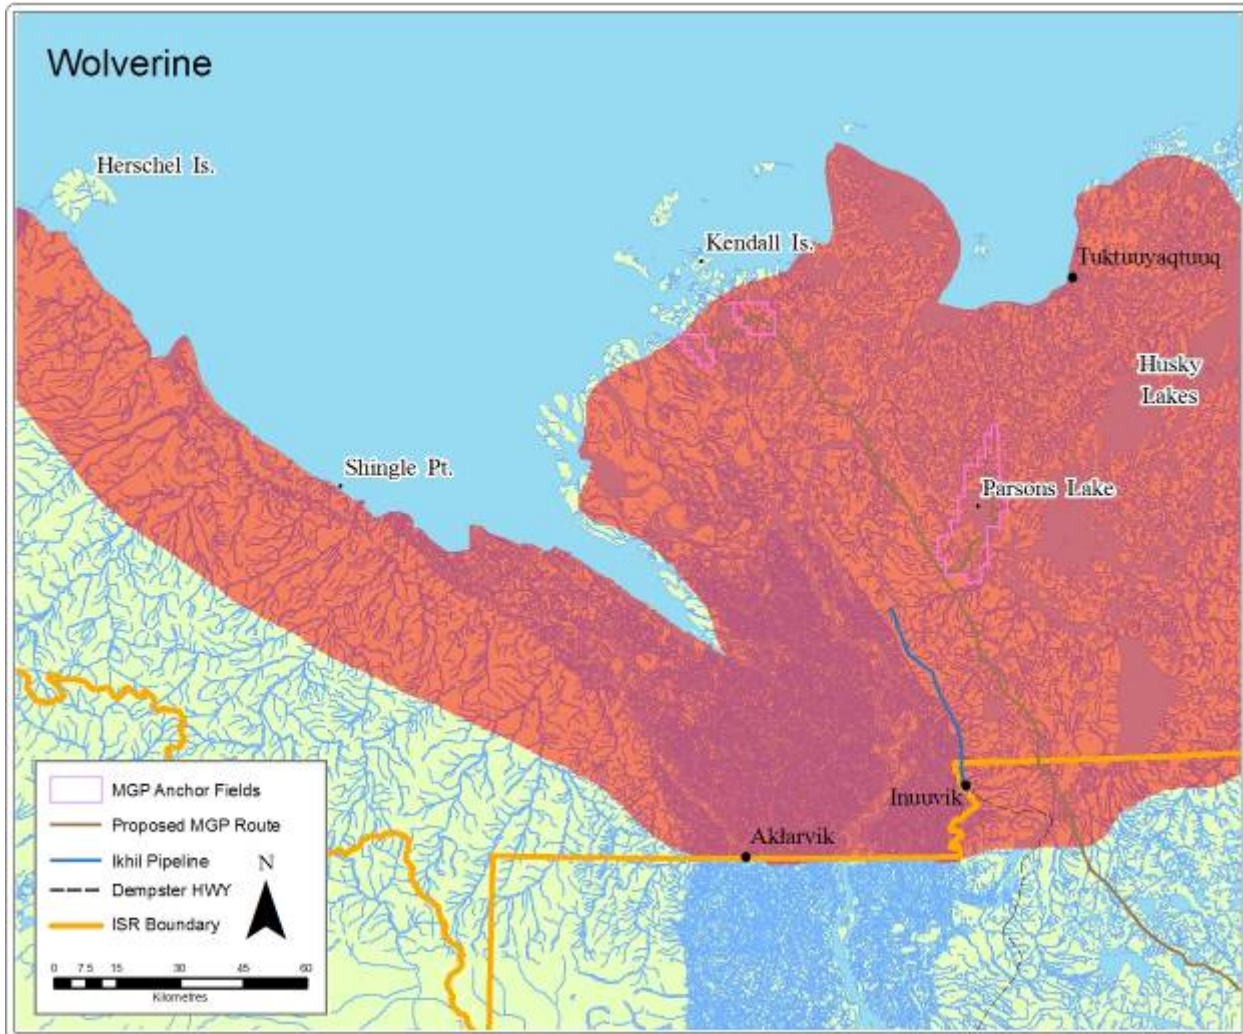 Wolverine
Herschel Is.
Kendall Is.
Tuktuuyaqtuuq
Husky
Lakes
Shingle Pt.
Parsons Lake
Inuuvik
Aklarvik
MGP Anchor Fields
Proposed MGP Route
Ikhil Pipeline
N
Dempster HWY
ISR Boundary
0 7.5 15 30 45 60
Kilometres